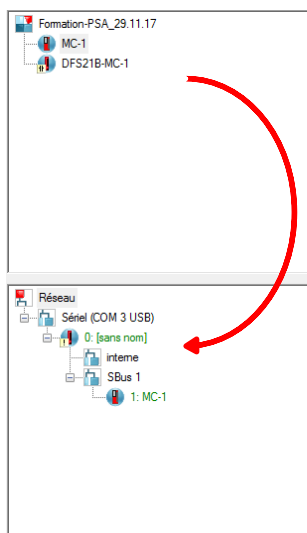 Formation-PSA_29.11.17
MC-1
DFS21B-MC-1
Réseau
Sériel (COM 3 USB)
0: [sans nom]
interne
SBus 1
1: MC-1